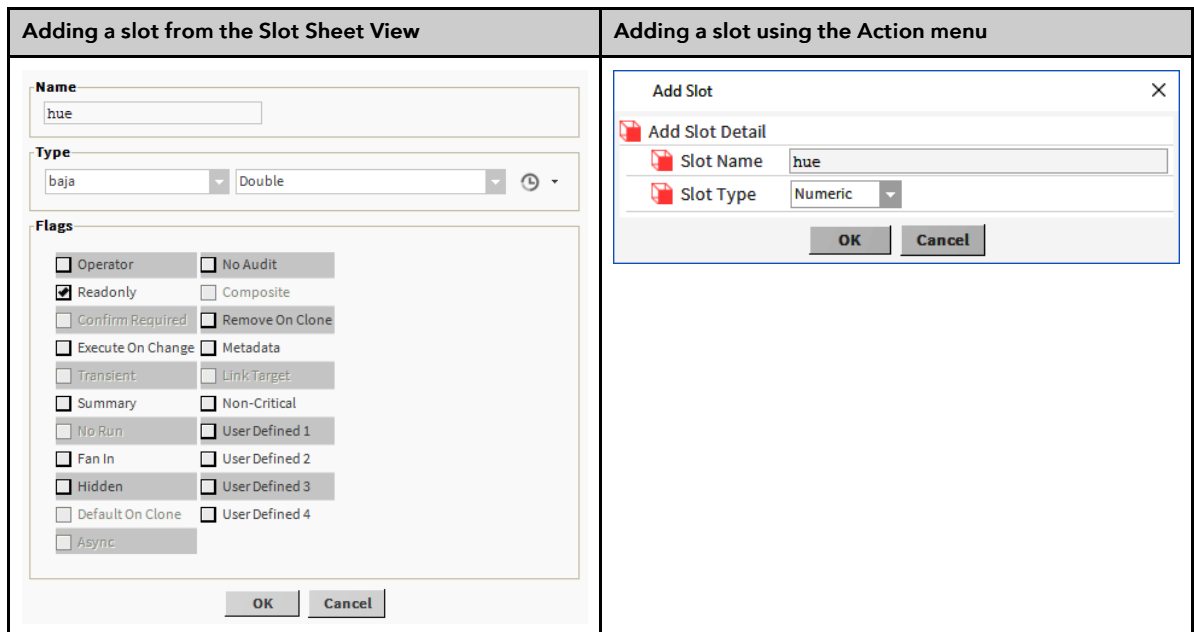 Adding a slot from the Slot Sheet View
Name
hue
Type
baja Double
Flags
Operator No Audit
Readonly Composite
Confirm Required Remove On Clone
Execute On Change Metadata
Transient Link Target
Summary Non-Critical
No Run User Defined 1
Fan In User Defined 2
Hidden User Defined 3
Default On Clone User Defined 4
Async
OK Cancel
Adding a slot using the Action menu
Add Slot
Add Slot Detail
Slot Name hue
Slot Type Numeric
OK Cancel